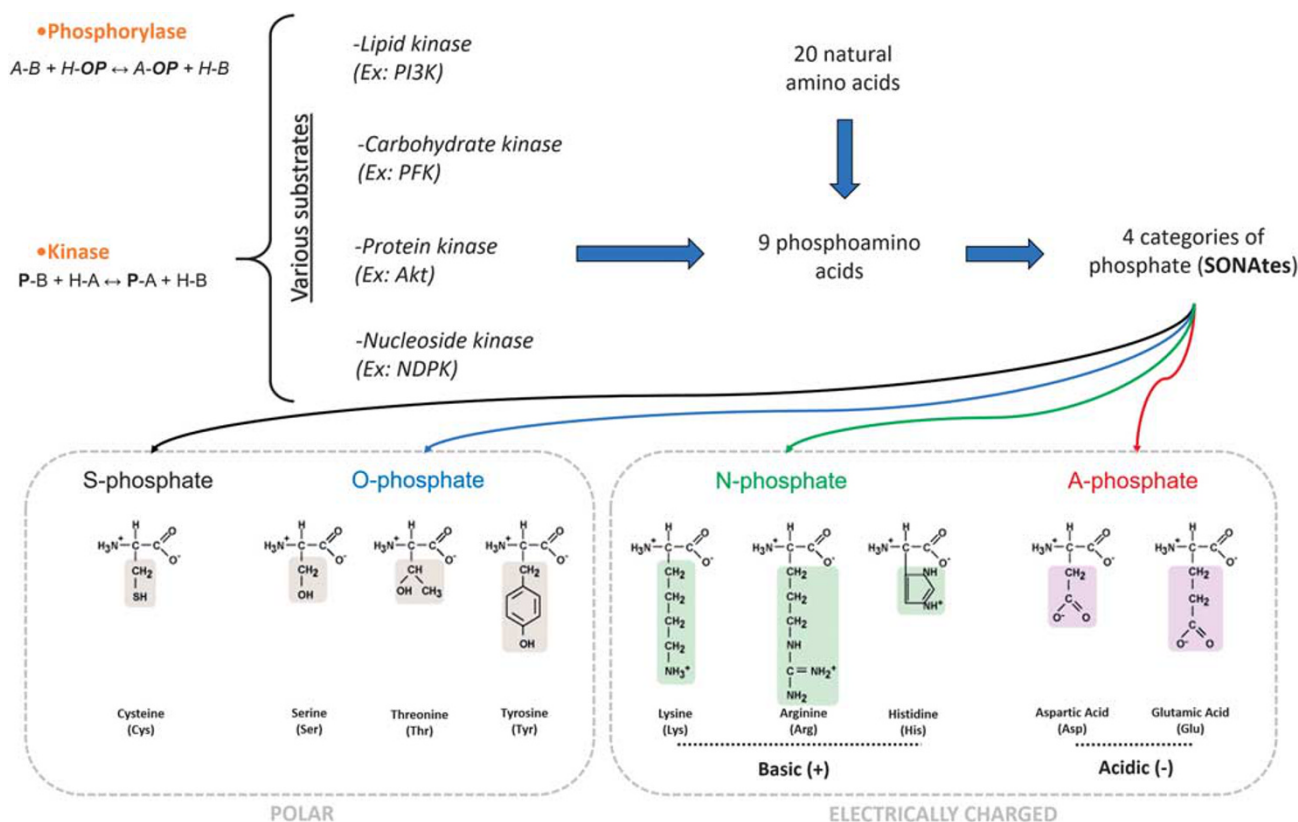 •Phosphorylase
A-B + H-OP ↔ A-OP + H-B
•Kinase
P-B + H-A ↔ P-A + H-B
Various substrates
-Lipid kinase
(Ex: PI3K)
-Carbohydrate kinase
(Ex: PFK)
-Protein kinase
(Ex: Akt)
-Nucleoside kinase
(Ex: NDPK)
20 natural
amino acids
9 phosphoamino
acids
4 categories of
phosphate (SONAtes)
S-phosphate
O-phosphate
N-phosphate
A-phosphate
H
H₃N⁺ C C O
O⁻
CH₂
SH
H
H₃N⁺ C C O
O⁻
CH₂
OH
H
H₃N⁺ C C O
O⁻
CH
OH CH₃
H
H₃N⁺ C C O
O⁻
CH₂
OH
H
H₃N⁺ C C O
O⁻
CH₂
CH₂
CH₂
CH₂
NH₃⁺
H
H₃N⁺ C C O
O⁻
CH₂
CH₂
CH₂
NH
C = NH₂⁺
NH₂
H
H₃N⁺ C C O
O⁻
NH
NH⁺
H
H₃N⁺ C C O
O⁻
CH₂
C
O⁻ O
H
H₃N⁺ C C O
O⁻
CH₂
CH₂
C
O⁻ O
Cysteine
(Cys)
Serine
(Ser)
Threonine
(Thr)
Tyrosine
(Tyr)
Lysine
(Lys)
Arginine
(Arg)
Histidine
(His)
Aspartic Acid
(Asp)
Glutamic Acid
(Glu)
Basic (+)
Acidic (-)
POLAR
ELECTRICALLY CHARGED